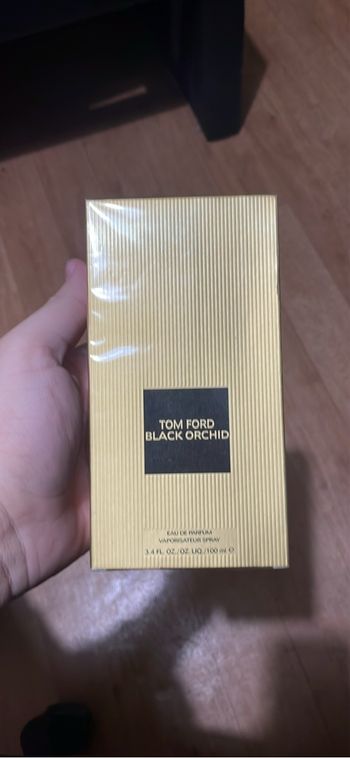 TOM FORD
BLACK ORCHID
EAU DE PARFUM
VAPORISATEUR SPRAY
3.4 FL. OZ./OZ. LIQ./100 ml ℮